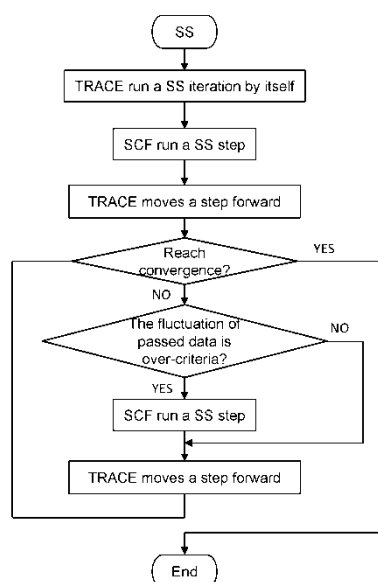 SS
TRACE run a SS iteration by itself
SCF run a SS step
TRACE moves a step forward
Reach
convergence?
YES
NO
The fluctuation of
passed data is
over-criteria?
NO
YES
SCF run a SS step
TRACE moves a step forward
End